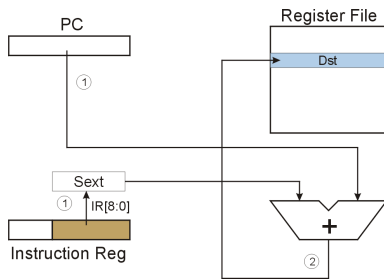 PC
Register File
Dst
1
Sext
1
IR[8:0]
+
Instruction Reg
2